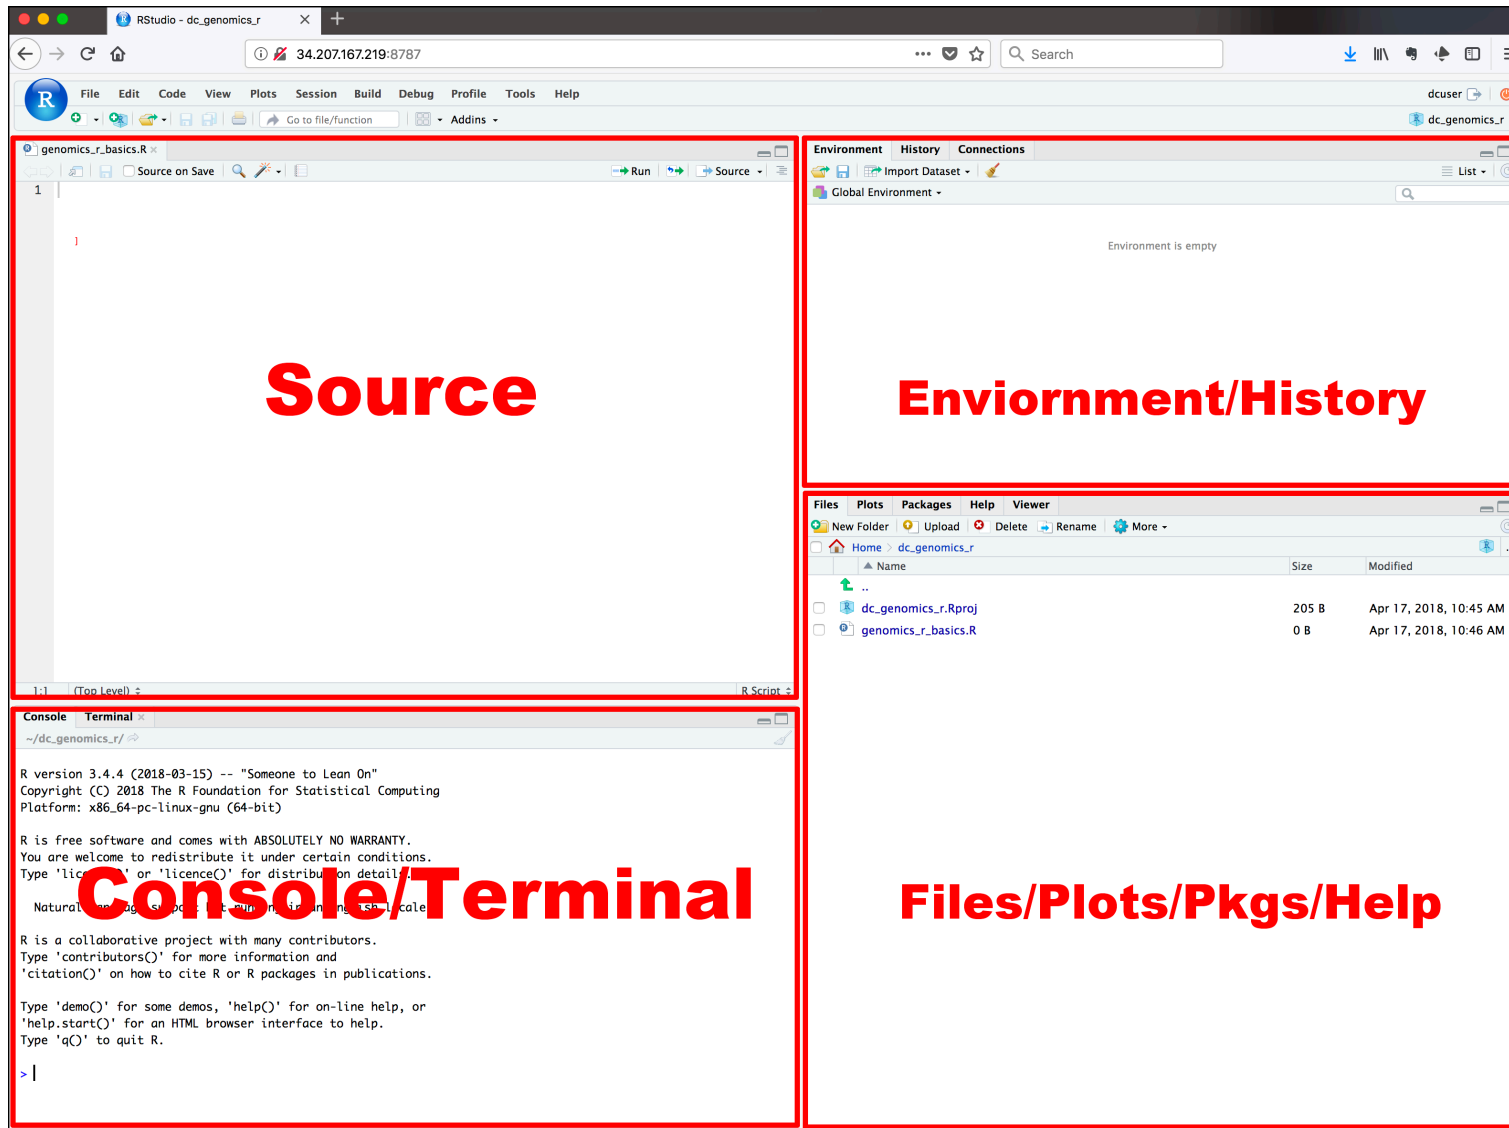 RStudio - dc_genomics_r
34.207.167.219:8787
Search
File Edit Code View Plots Session Build Debug Profile Tools Help
dcuser
Go to file/function
Addins
dc_genomics_r
genomics_r_basics.R
Source on Save
Run
Source
1
]
Source
1:1 (Top Level)
R Script
Environment History Connections
Import Dataset
List
Global Environment
Environment is empty
Enviornment/History
Files Plots Packages Help Viewer
New Folder Upload Delete Rename More
Home dc_genomics_r
Name Size Modified
..
dc_genomics_r.Rproj 205 B Apr 17, 2018, 10:45 AM
genomics_r_basics.R 0 B Apr 17, 2018, 10:46 AM
Files/Plots/Pkgs/Help
Console Terminal
~/dc_genomics_r/
R version 3.4.4 (2018-03-15) -- "Someone to Lean On"
Copyright (C) 2018 The R Foundation for Statistical Computing
Platform: x86_64-pc-linux-gnu (64-bit)
R is free software and comes with ABSOLUTELY NO WARRANTY.
You are welcome to redistribute it under certain conditions.
Type or 'licence()' for distribution details.
Console/Terminal
Natural
R is a collaborative project with many contributors.
Type 'contributors()' for more information and
'citation()' on how to cite R or R packages in publications.
Type 'demo()' for some demos, 'help()' for on-line help, or
'help.start()' for an HTML browser interface to help.
Type 'q()' to quit R.
>